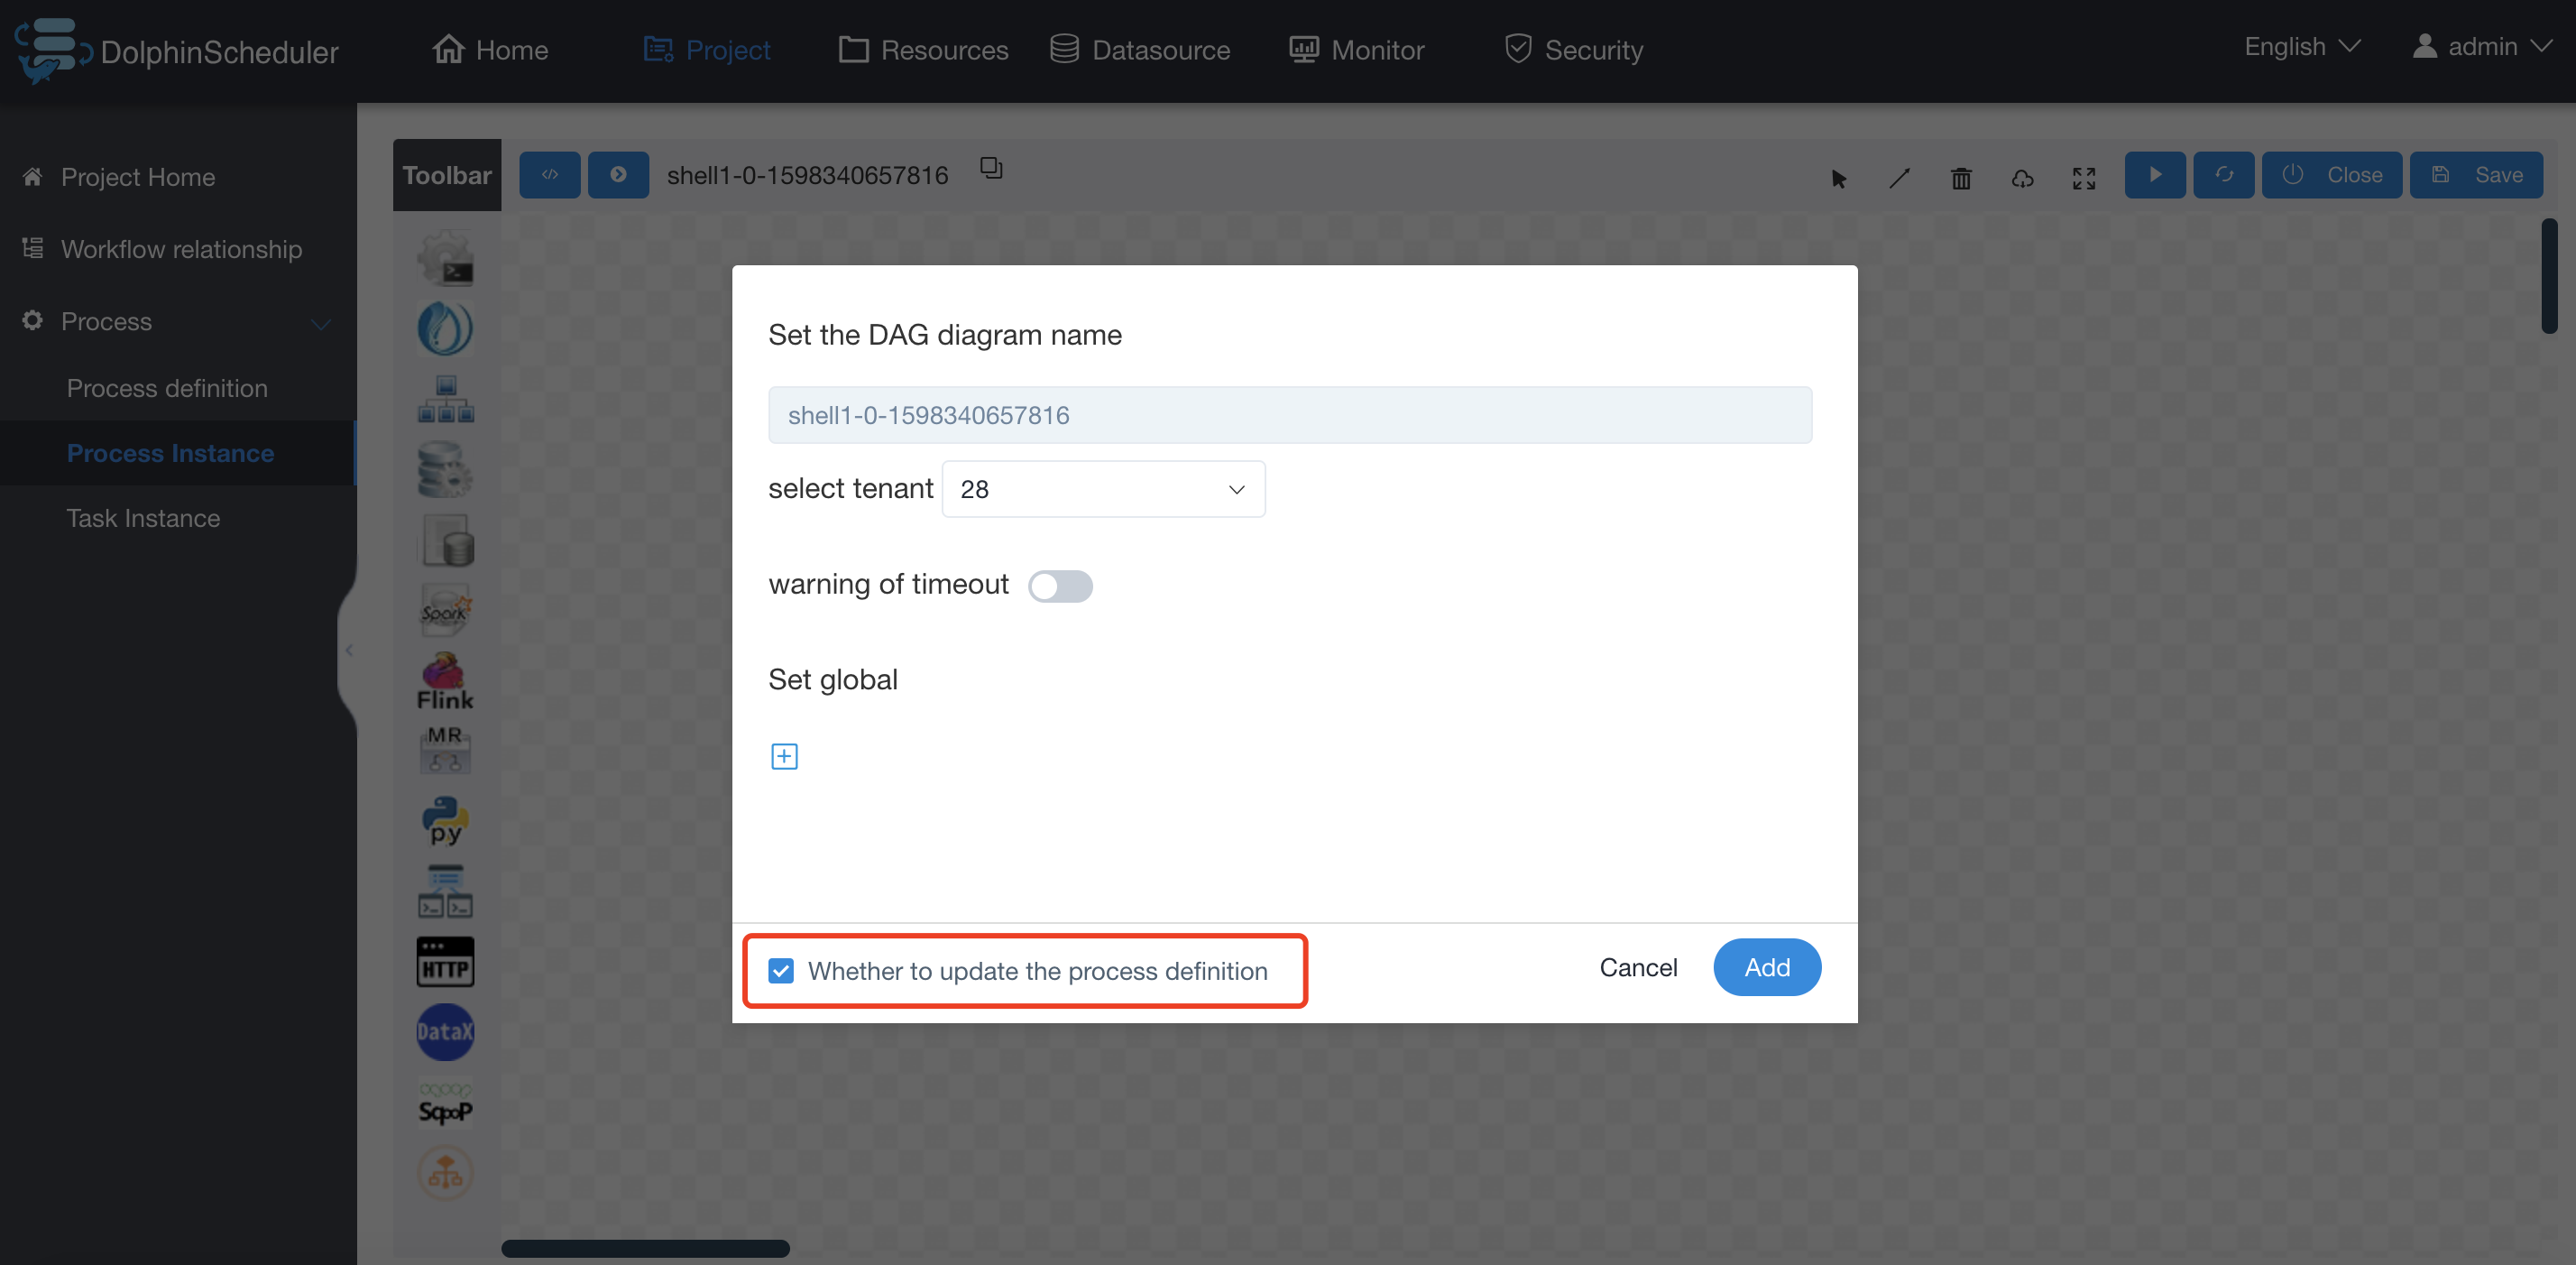 DolphinScheduler
Home
Project
Resources
Datasource
Monitor
Security
English
admin
Project Home
Workflow relationship
Process
Process definition
Process Instance
Task Instance
Toolbar
shell1-0-1598340657816
Close
Save
Spark
Flink
MR
py
HTTP
DataX
SqooP
Set the DAG diagram name
shell1-0-1598340657816
select tenant 28
warning of timeout
Set global
Whether to update the process definition
Cancel
Add